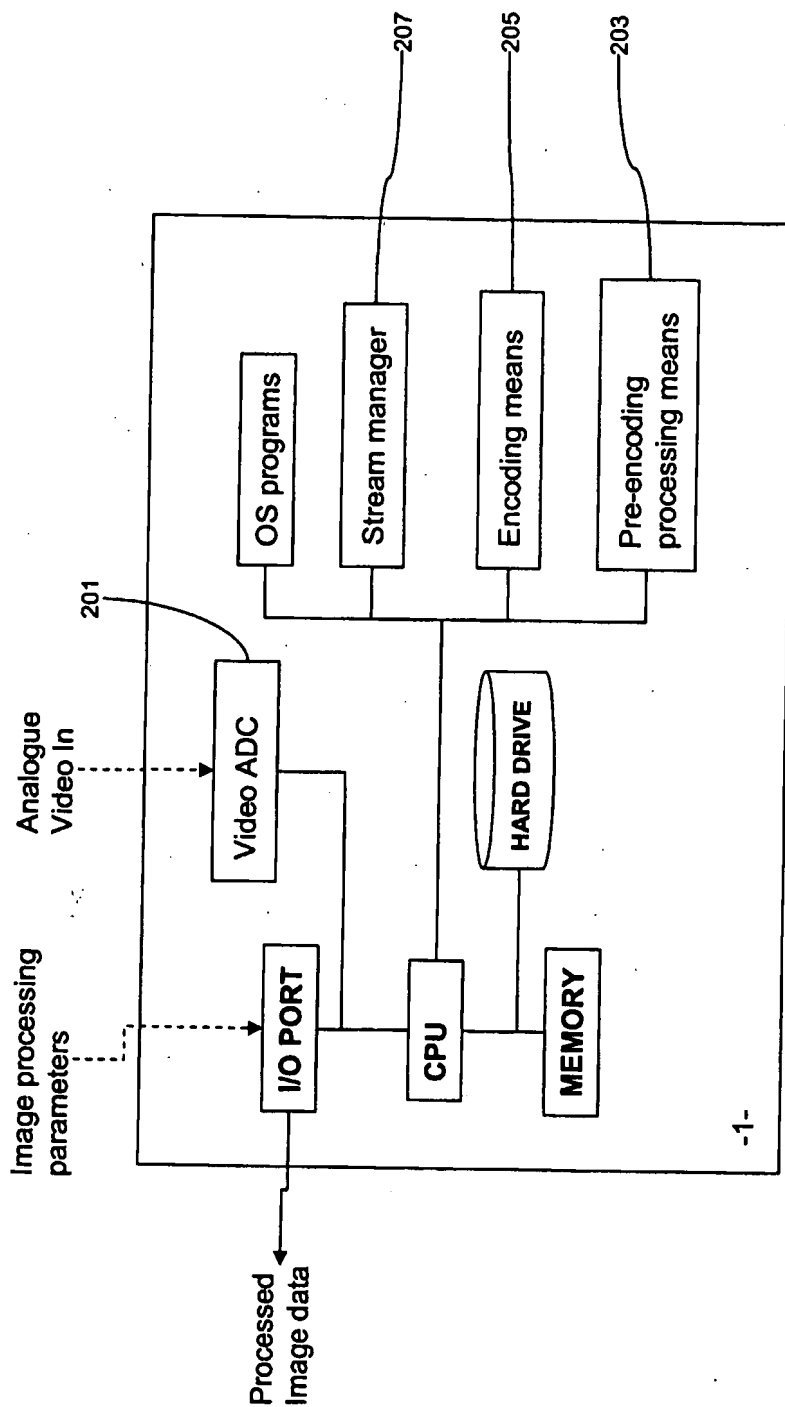 Image processing
parameters
Analogue
Video In
Processed
Image data
I/O PORT
Video ADC
201
OS programs
CPU
Stream manager
207
MEMORY
HARD DRIVE
Encoding means
205
Pre-encoding
processing means
203
-1-